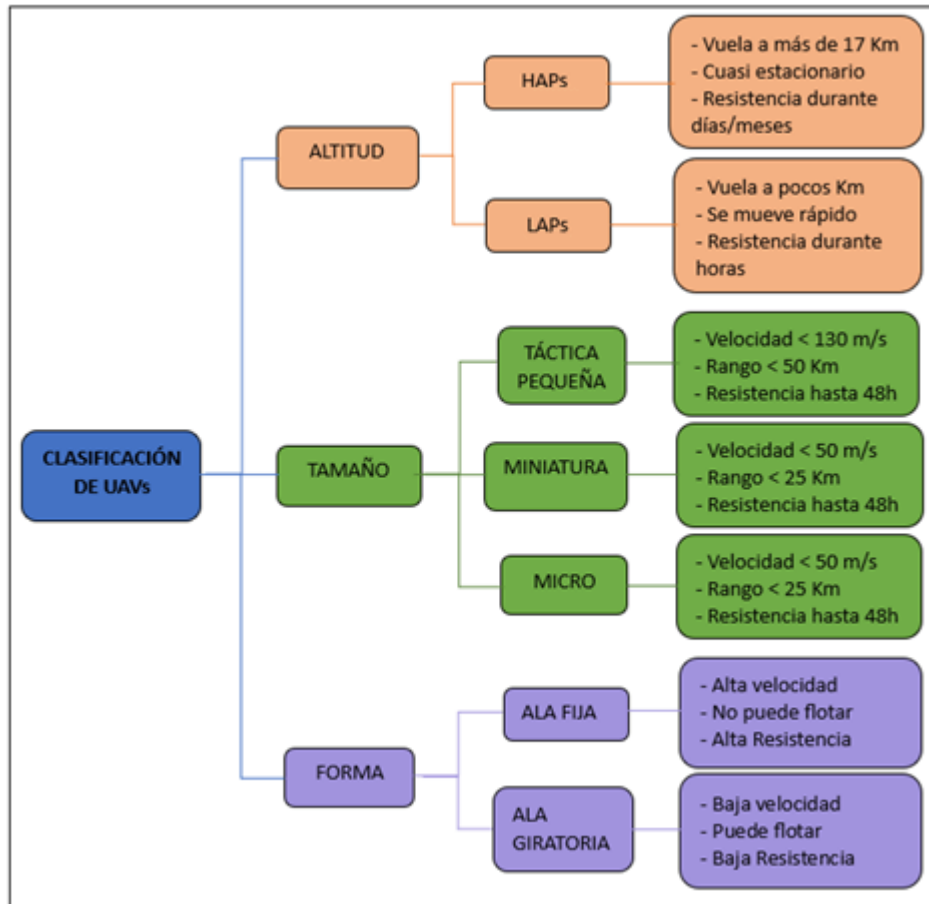 CLASIFICACIÓN
DE UAVs
ALTITUD
HAPs
- Vuela a más de 17 Km
- Cuasi estacionario
- Resistencia durante
días/meses
LAPs
- Vuela a pocos Km
- Se mueve rápido
- Resistencia durante
horas
TAMAÑO
TÁCTICA
PEQUEÑA
- Velocidad < 130 m/s
- Rango < 50 Km
- Resistencia hasta 48h
MINIATURA
- Velocidad < 50 m/s
- Rango < 25 Km
- Resistencia hasta 48h
MICRO
- Velocidad < 50 m/s
- Rango < 25 Km
- Resistencia hasta 48h
FORMA
ALA FIJA
- Alta velocidad
- No puede flotar
- Alta Resistencia
ALA
GIRATORIA
- Baja velocidad
- Puede flotar
- Baja Resistencia